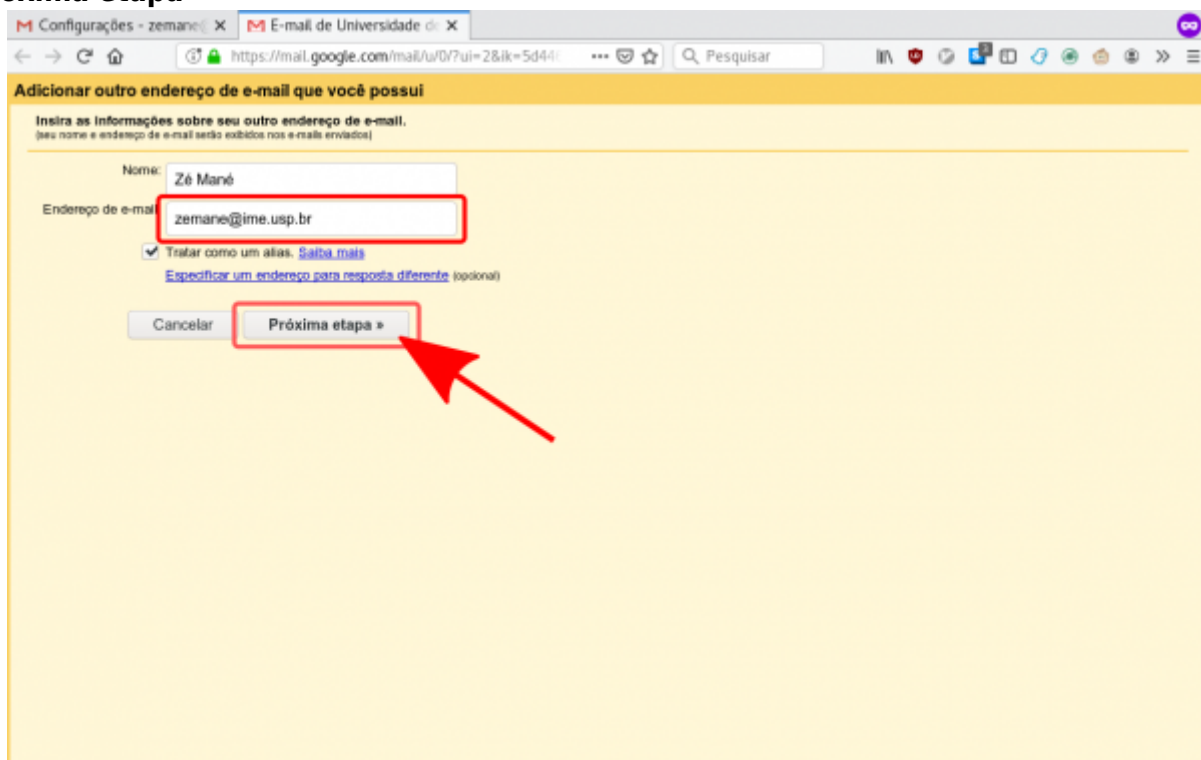 Configurações - zemane
E-mail de Universidade d
https://mail.google.com/mail/u/0/?ui=2&ik=5d44
Pesquisar
Adicionar outro endereço de e-mail que você possui
Insira as informações sobre seu outro endereço de e-mail.
(seu nome e endereço de e-mail serão exibidos nos e-mails enviados)
Nome:
Zé Mané
Endereço de e-mail
zemane@ime.usp.br
Tratar como um alias. Saiba mais
Especificar um endereço para resposta diferente (opcional)
Cancelar
Próxima etapa »